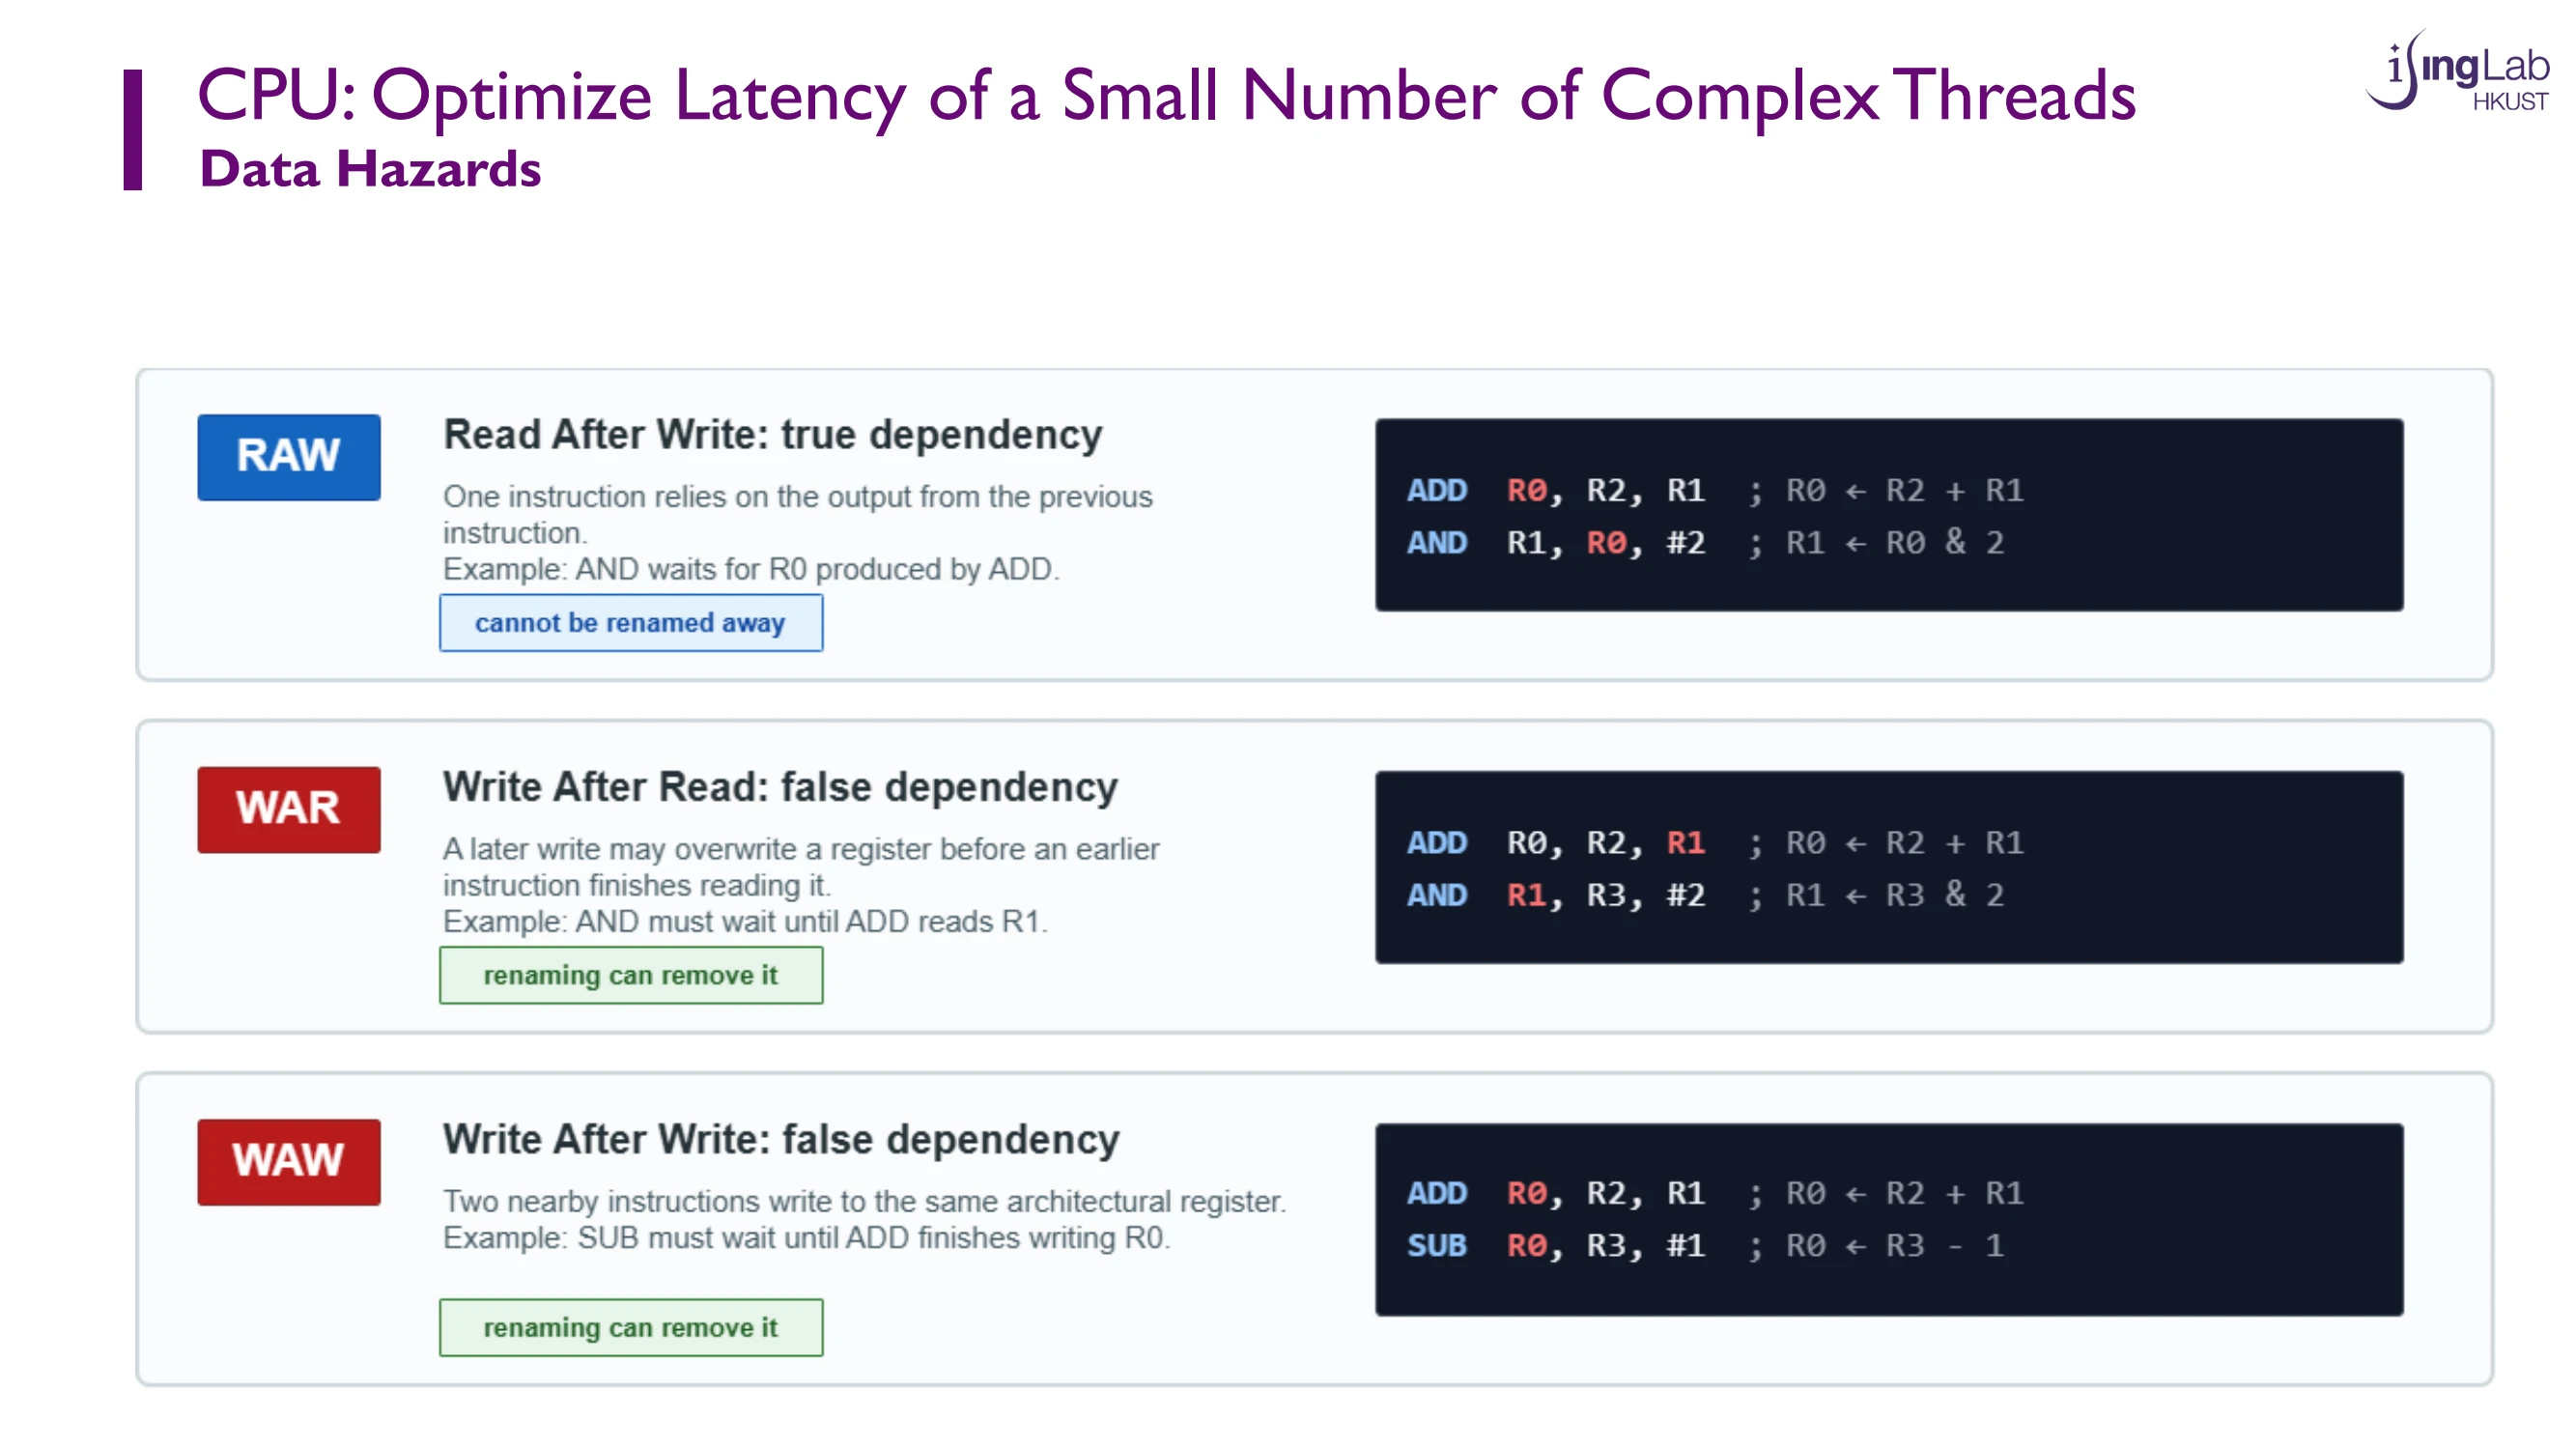 CPU: Optimize Latency of a Small Number of Complex Threads
Data Hazards
iSingLab
HKUST
RAW
Read After Write: true dependency
One instruction relies on the output from the previous
instruction.
Example: AND waits for R0 produced by ADD.
cannot be renamed away
ADD R0, R2, R1 ; R0 ← R2 + R1
AND R1, R0, #2 ; R1 ← R0 & 2
WAR
Write After Read: false dependency
A later write may overwrite a register before an earlier
instruction finishes reading it.
Example: AND must wait until ADD reads R1.
renaming can remove it
ADD R0, R2, R1 ; R0 ← R2 + R1
AND R1, R3, #2 ; R1 ← R3 & 2
WAW
Write After Write: false dependency
Two nearby instructions write to the same architectural register.
Example: SUB must wait until ADD finishes writing R0.
renaming can remove it
ADD R0, R2, R1 ; R0 ← R2 + R1
SUB R0, R3, #1 ; R0 ← R3 - 1